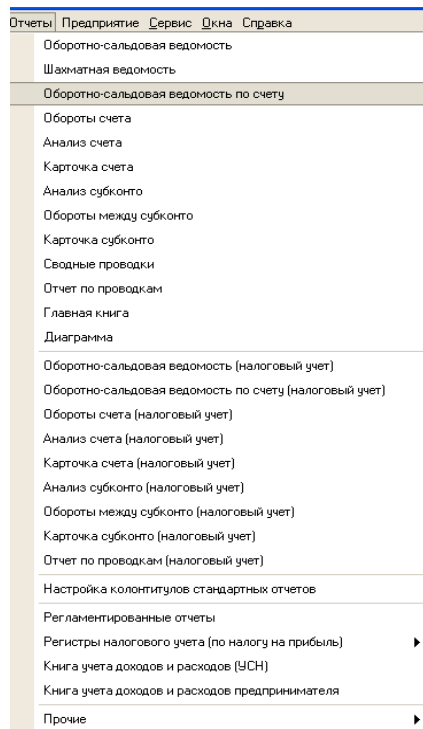 Отчеты Предприятие Сервис Окна Справка
Оборотно-сальдовая ведомость
Шахматная ведомость
Оборотно-сальдовая ведомость по счету
Обороты счета
Анализ счета
Карточка счета
Анализ субконто
Обороты между субконто
Карточка субконто
Сводные проводки
Отчет по проводкам
Главная книга
Диаграмма
Оборотно-сальдовая ведомость (налоговый учет)
Оборотно-сальдовая ведомость по счету (налоговый учет)
Обороты счета (налоговый учет)
Анализ счета (налоговый учет)
Карточка счета (налоговый учет)
Анализ субконто (налоговый учет)
Обороты между субконто (налоговый учет)
Карточка субконто (налоговый учет)
Отчет по проводкам (налоговый учет)
Настройка колонтитулов стандартных отчетов
Регламентированные отчеты
Регистры налогового учета (по налогу на прибыль)
Книга учета доходов и расходов (УСН)
Книга учета доходов и расходов предпринимателя
Прочие